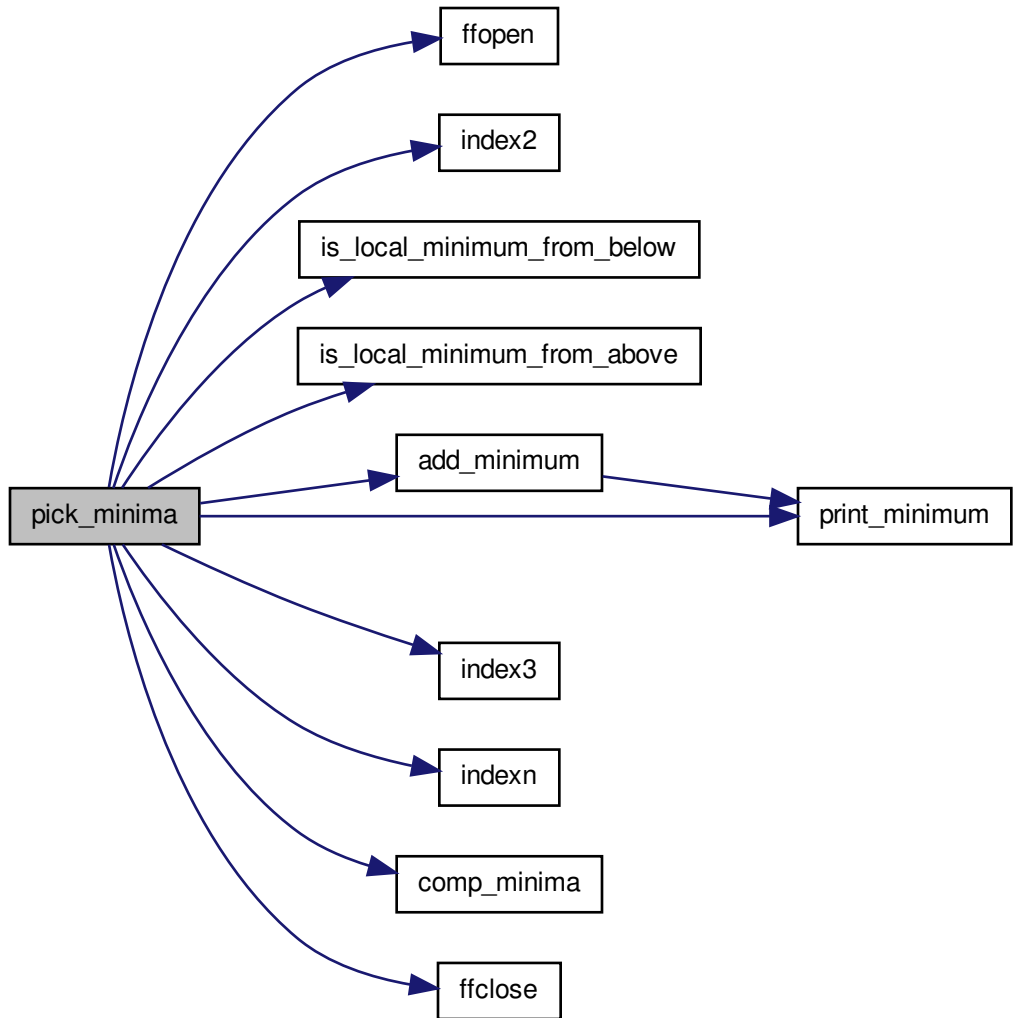 ffopen
index2
is_local_minimum_from_below
is_local_minimum_from_above
add_minimum
pick_minima
print_minimum
index3
indexn
comp_minima
ffclose